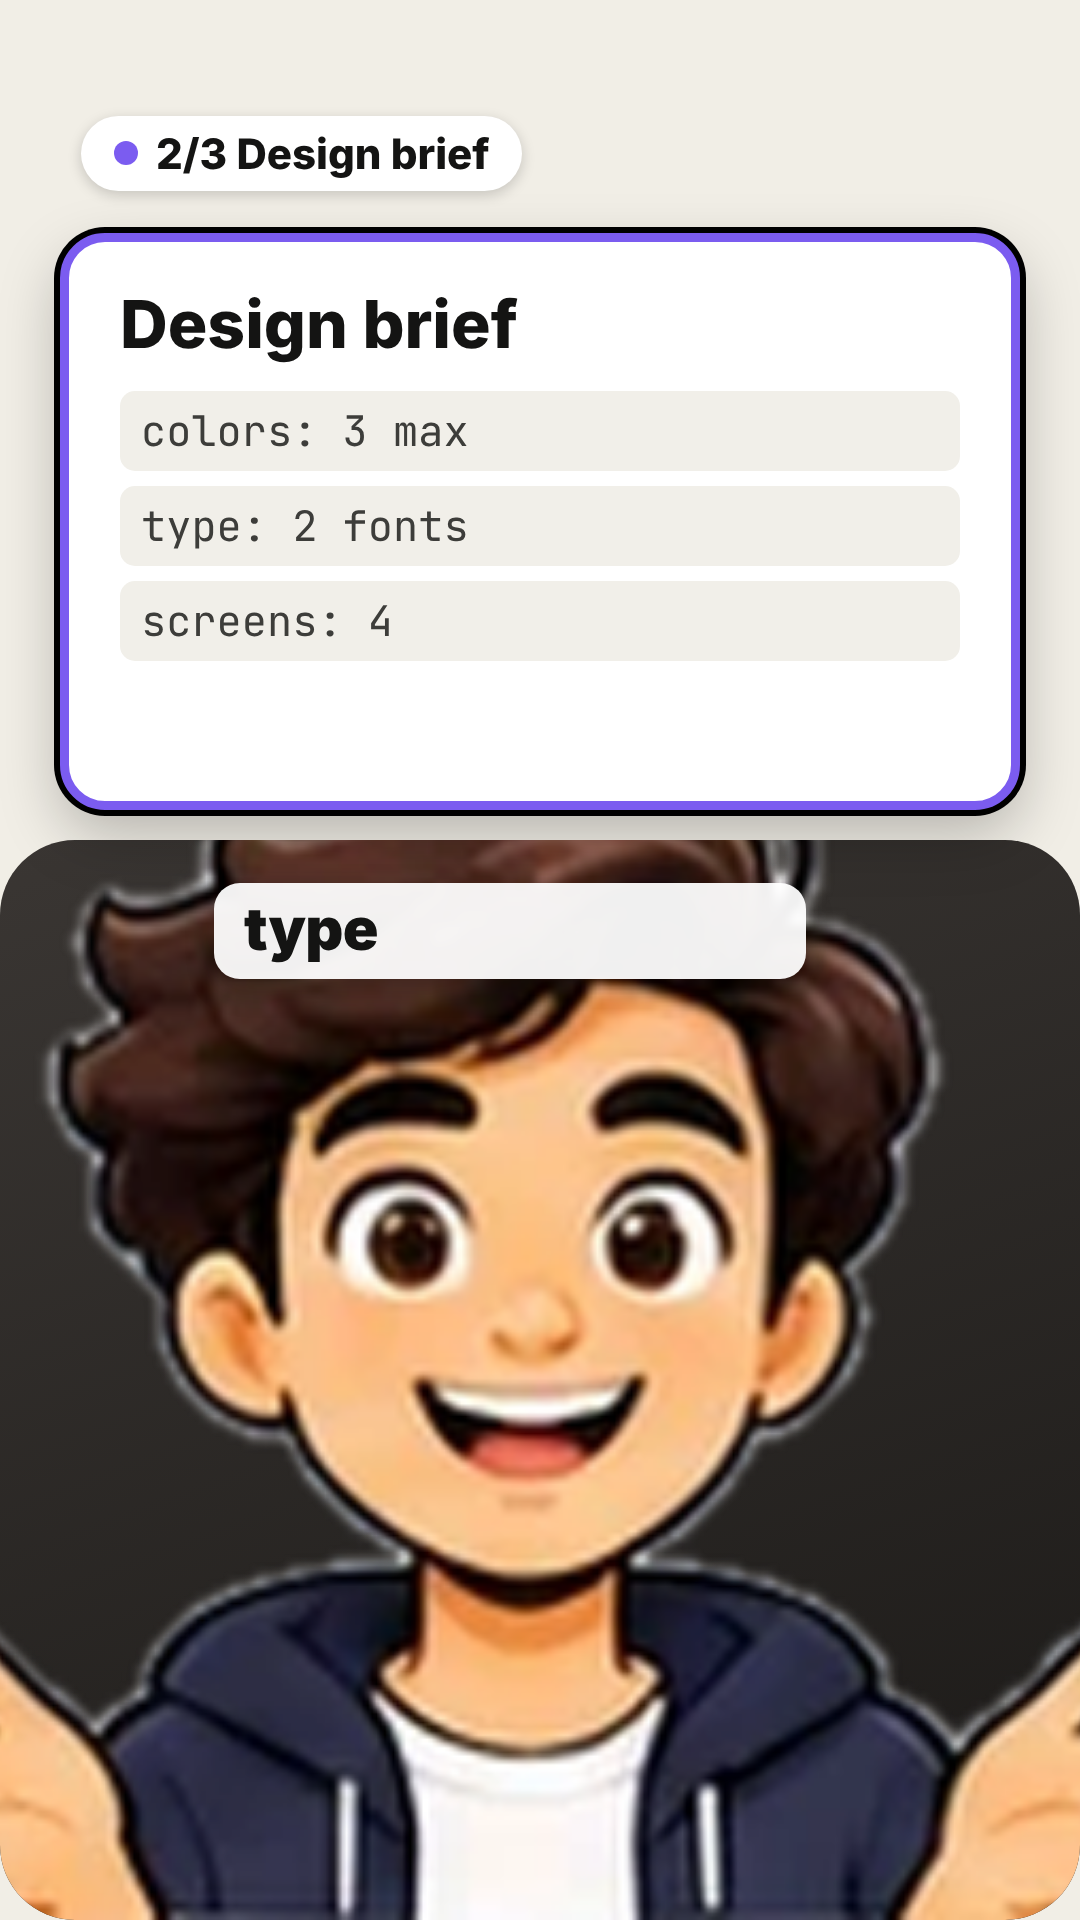 2/3 Design brief
Design brief
colors: 3 max
type: 2 fonts
screens: 4
type